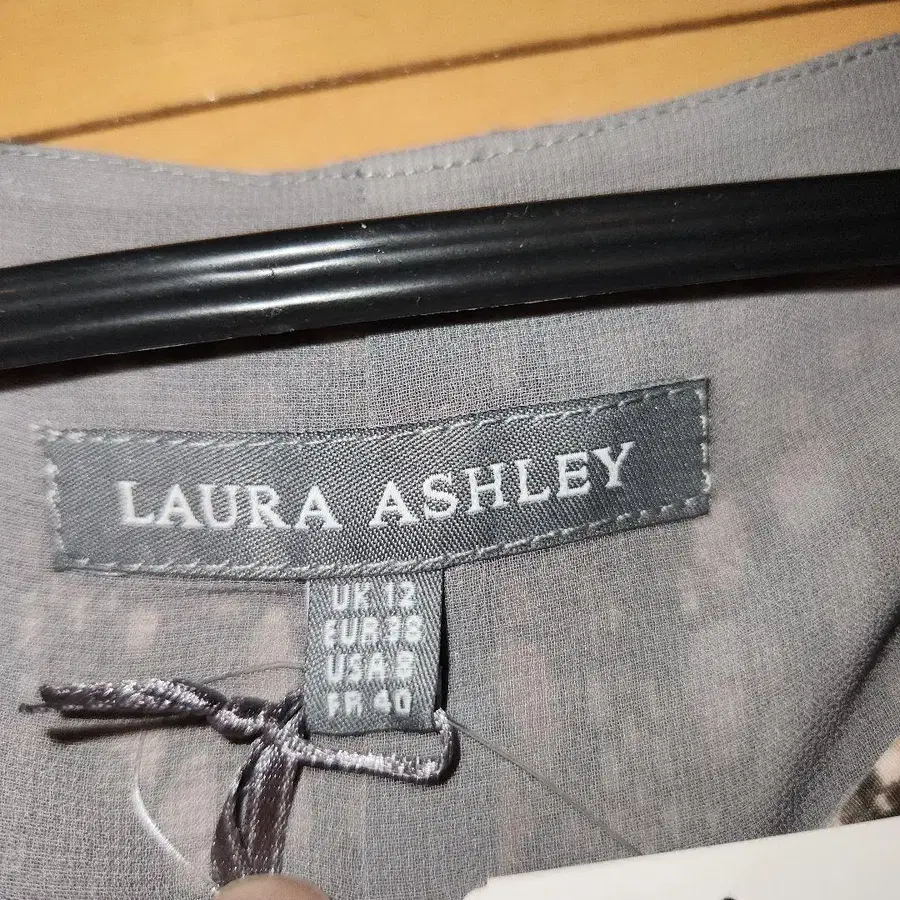 LAURA ASHLEY
UK 12
EUR 38
USA 8
FR 40